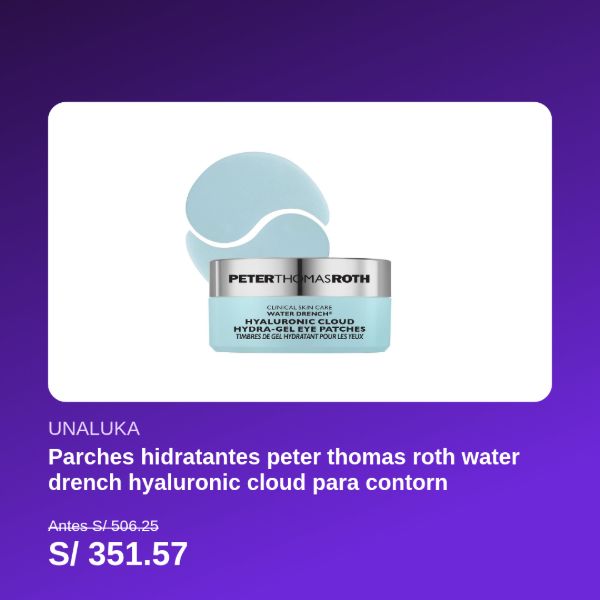 PETERTHOMASROTH
CLINICAL SKIN CARE
WATER DRENCH®
HYALURONIC CLOUD
HYDRA-GEL EYE PATCHES
TIMBRES DE GEL HYDRATANT POUR LES YEUX
UNALUKA
Parches hidratantes peter thomas roth water
drench hyaluronic cloud para contorn
Antes S/ 506.25
S/ 351.57